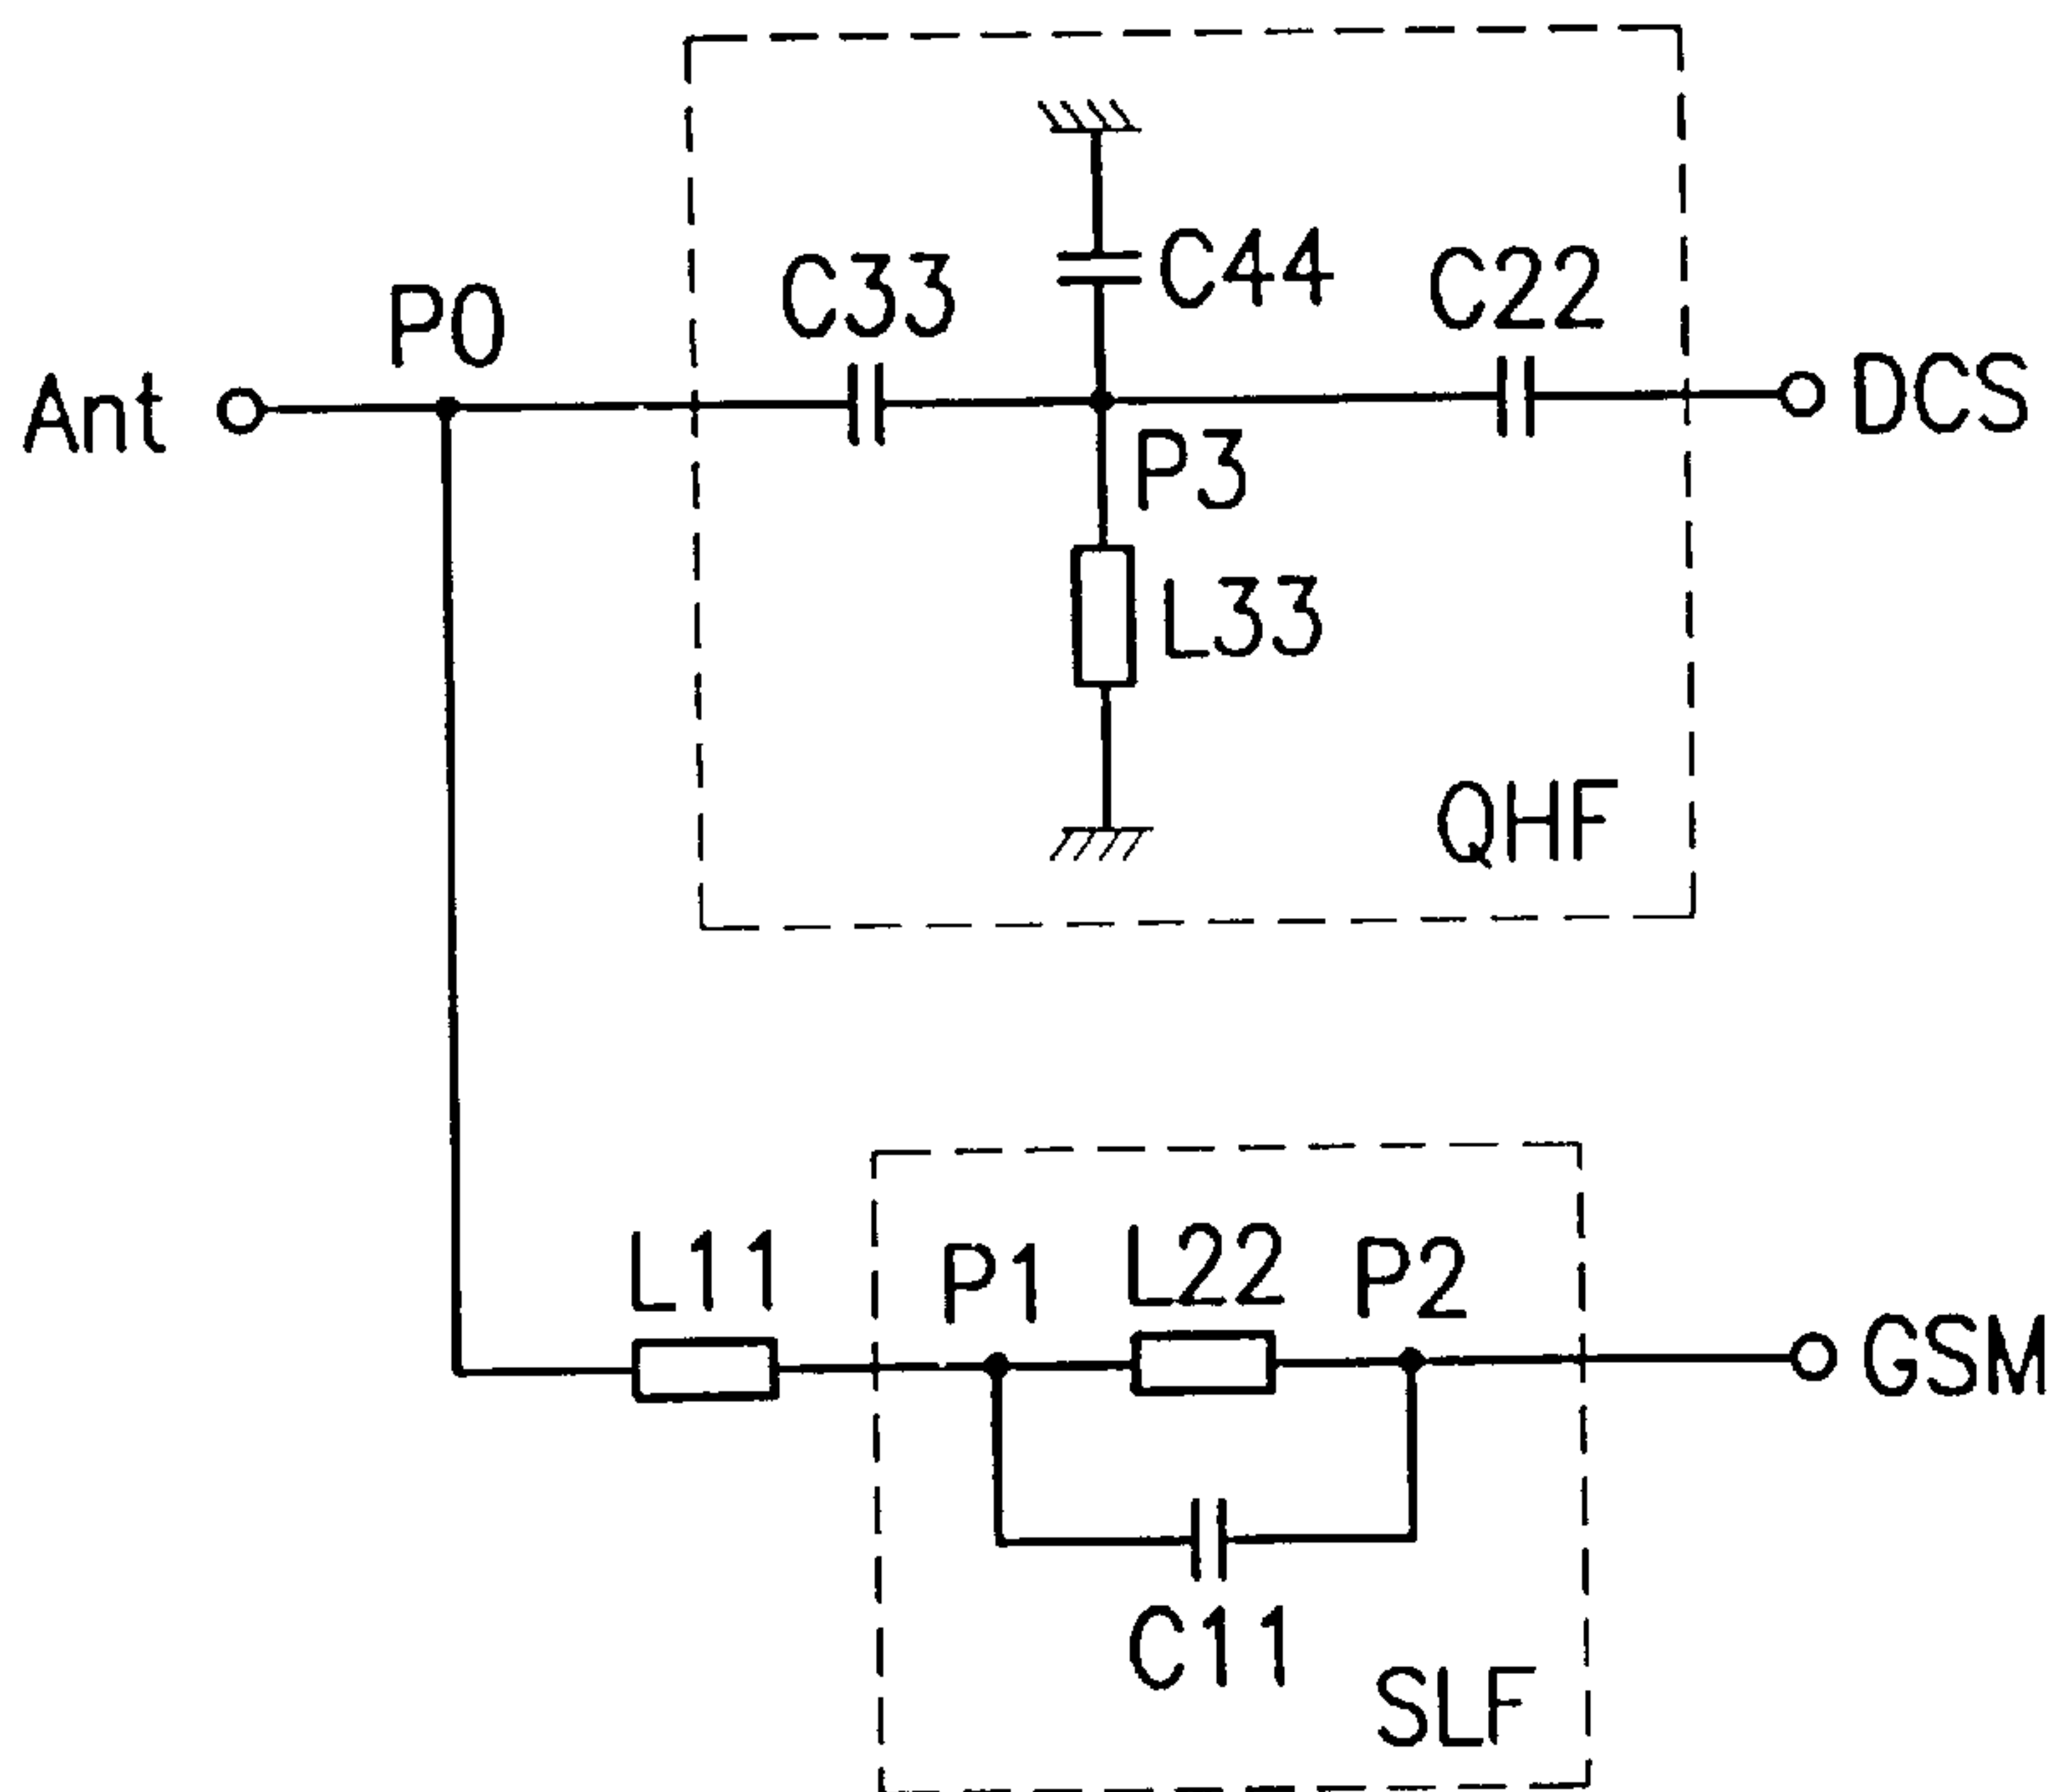 C44
C33
C22
P0
Ant
DCS
P3
L33
QHF
L11
P1
L22
P2
GSM
C11
SLF